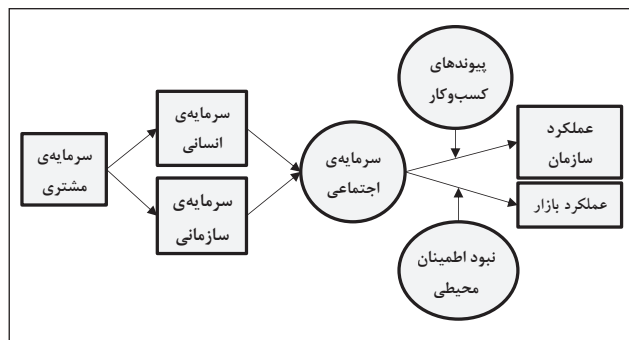 سرمایه‌ی
مشتری
سرمایه‌ی
انسانی
سرمایه‌ی
سازمانی
سرمایه‌ی
اجتماعی
پیوندهای
کسب‌وکار
نبود اطمینان
محیطی
عملکرد
سازمان
عملکرد بازار